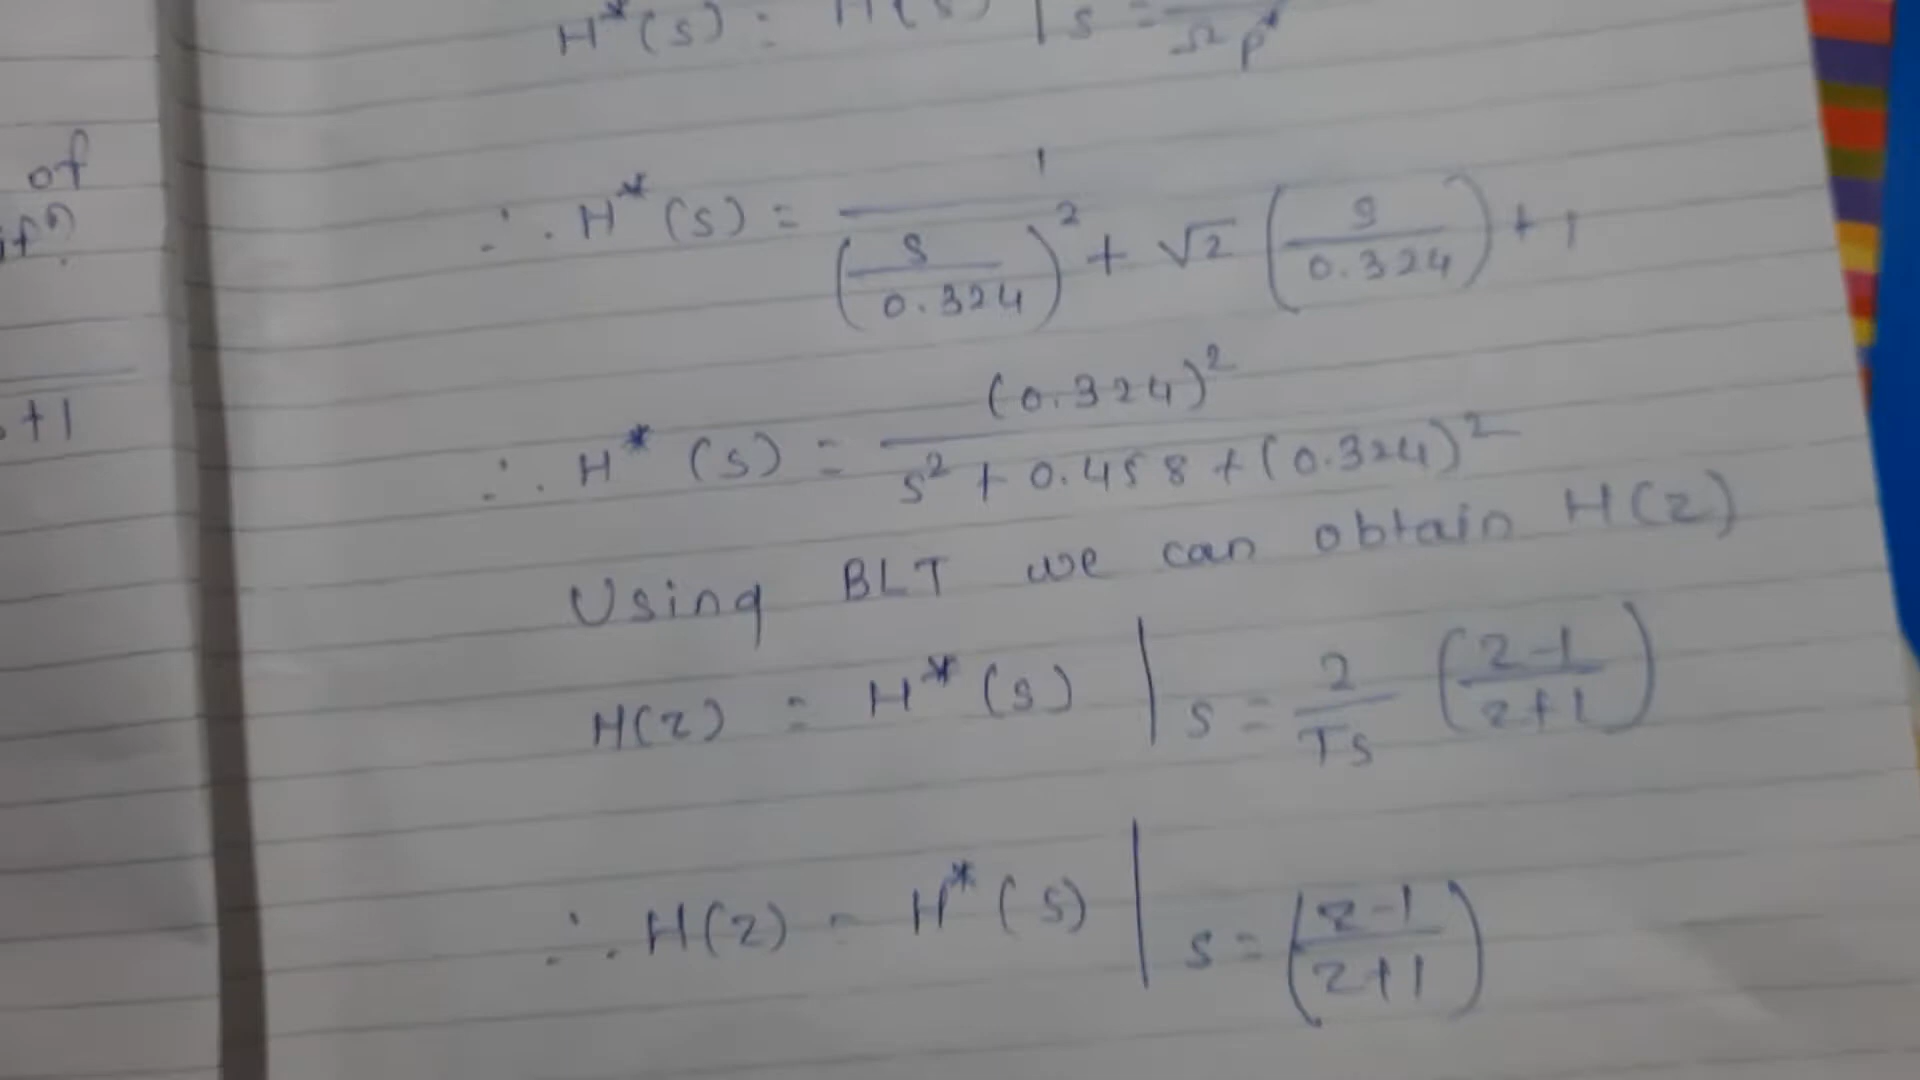 of
H*(s) = H(s) | s = Ωp*
+1
∴ H*(s) = 1 / (s/0.324)² + √2 (s/0.324) + 1
∴ H*(s) = (0.324)² / s² + 0.458 + (0.324)²
Using BLT we can obtain H(z)
H(z) = H*(s) | s = 2/Ts (z-1/z+1)
∴ H(z) = H*(s) | s = (z-1/z+1)